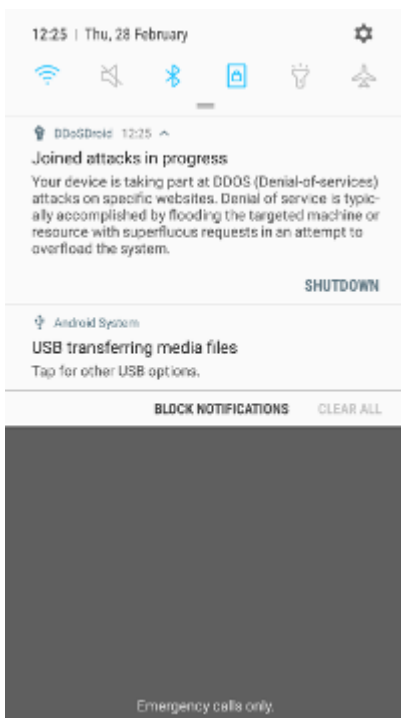 12:25 | Thu, 28 February
DDoSDroid 12:25
Joined attacks in progress
Your device is taking part at DDOS (Denial-of-services)
attacks on specific websites. Denial of service is typic-
ally accomplished by flooding the targeted machine or
resource with superfluous requests in an attempt to
overfload the system.
SHUTDOWN
Android System
USB transferring media files
Tap for other USB options.
BLOCK NOTIFICATIONS CLEAR ALL
Emergency calls only.